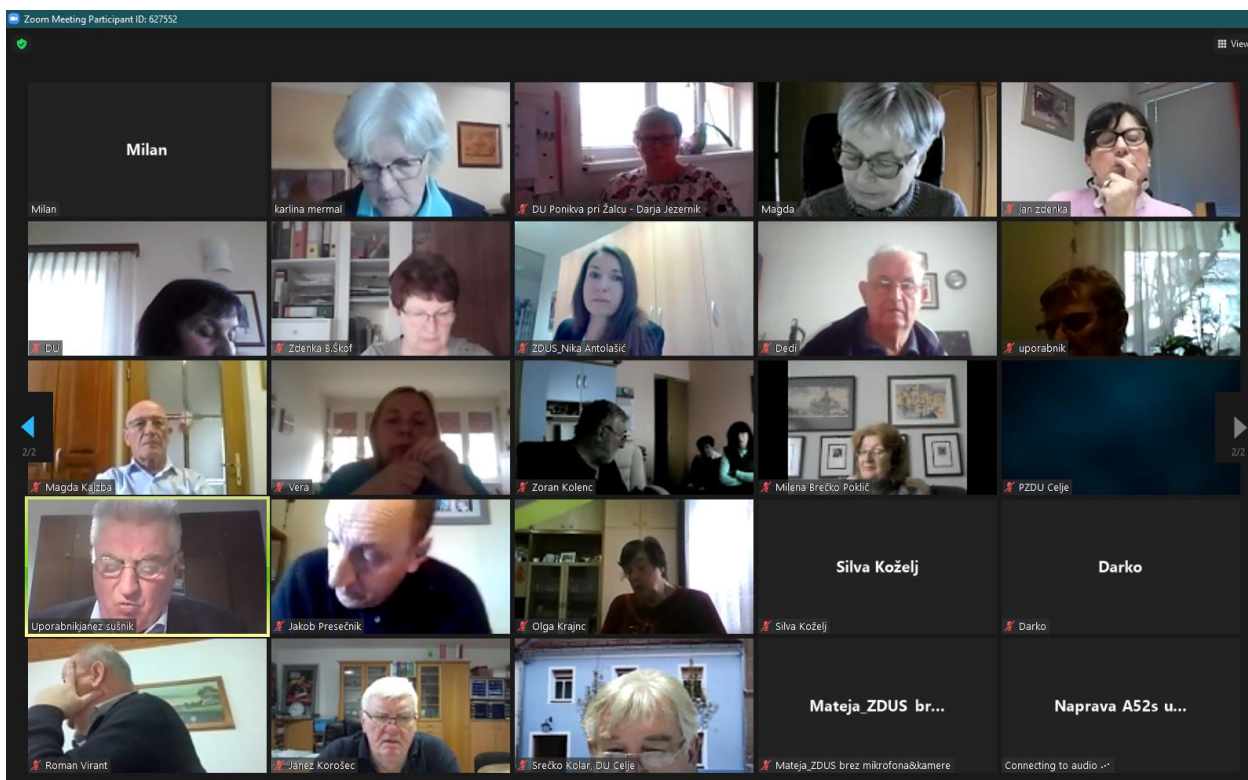 Zoom Meeting Participant ID: 627552
View
Milan
Milan
karlina mermal
DU Ponikva pri Žalcu - Darja Jezernik
Magda
jan zdenka
DU
Zdenka B.Škof
ZDUS_Nika Antolašić
Dedi
uporabnik
2/2
2/2
Magda Kajzba
Vera
Zoran Kolenc
Milena Brečko Poklič
PZDU Celje
Uporabnikjanez sušnik
Jakob Presečnik
Olga Krajnc
Silva Koželj
Silva Koželj
Darko
Darko
Roman Virant
Janez Korošec
Srečko Kolar, DU Celje
Mateja_ZDUS br...
Mateja_ZDUS brez mikrofona&kamere
Naprava A52s u...
Connecting to audio ···